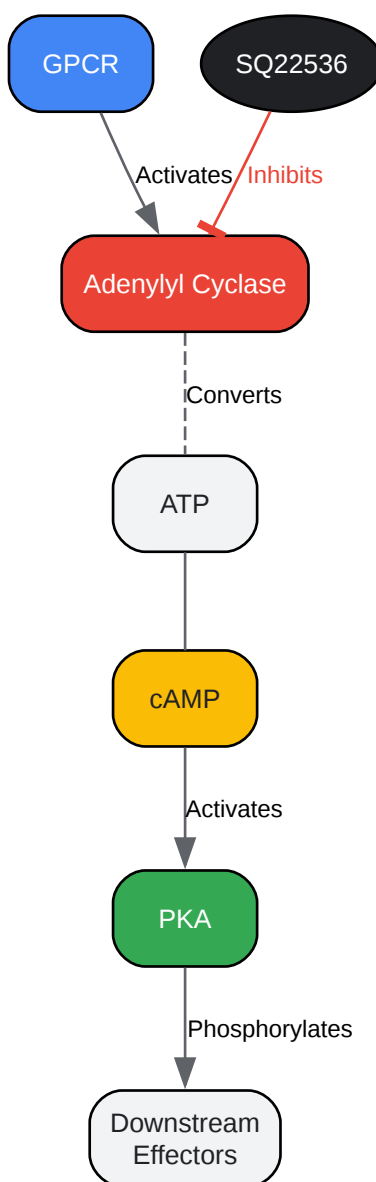 GPCR
SQ22536
Activates
Inhibits
Adenylyl Cyclase
Converts
ATP
cAMP
Activates
PKA
Phosphorylates
Downstream
Effectors